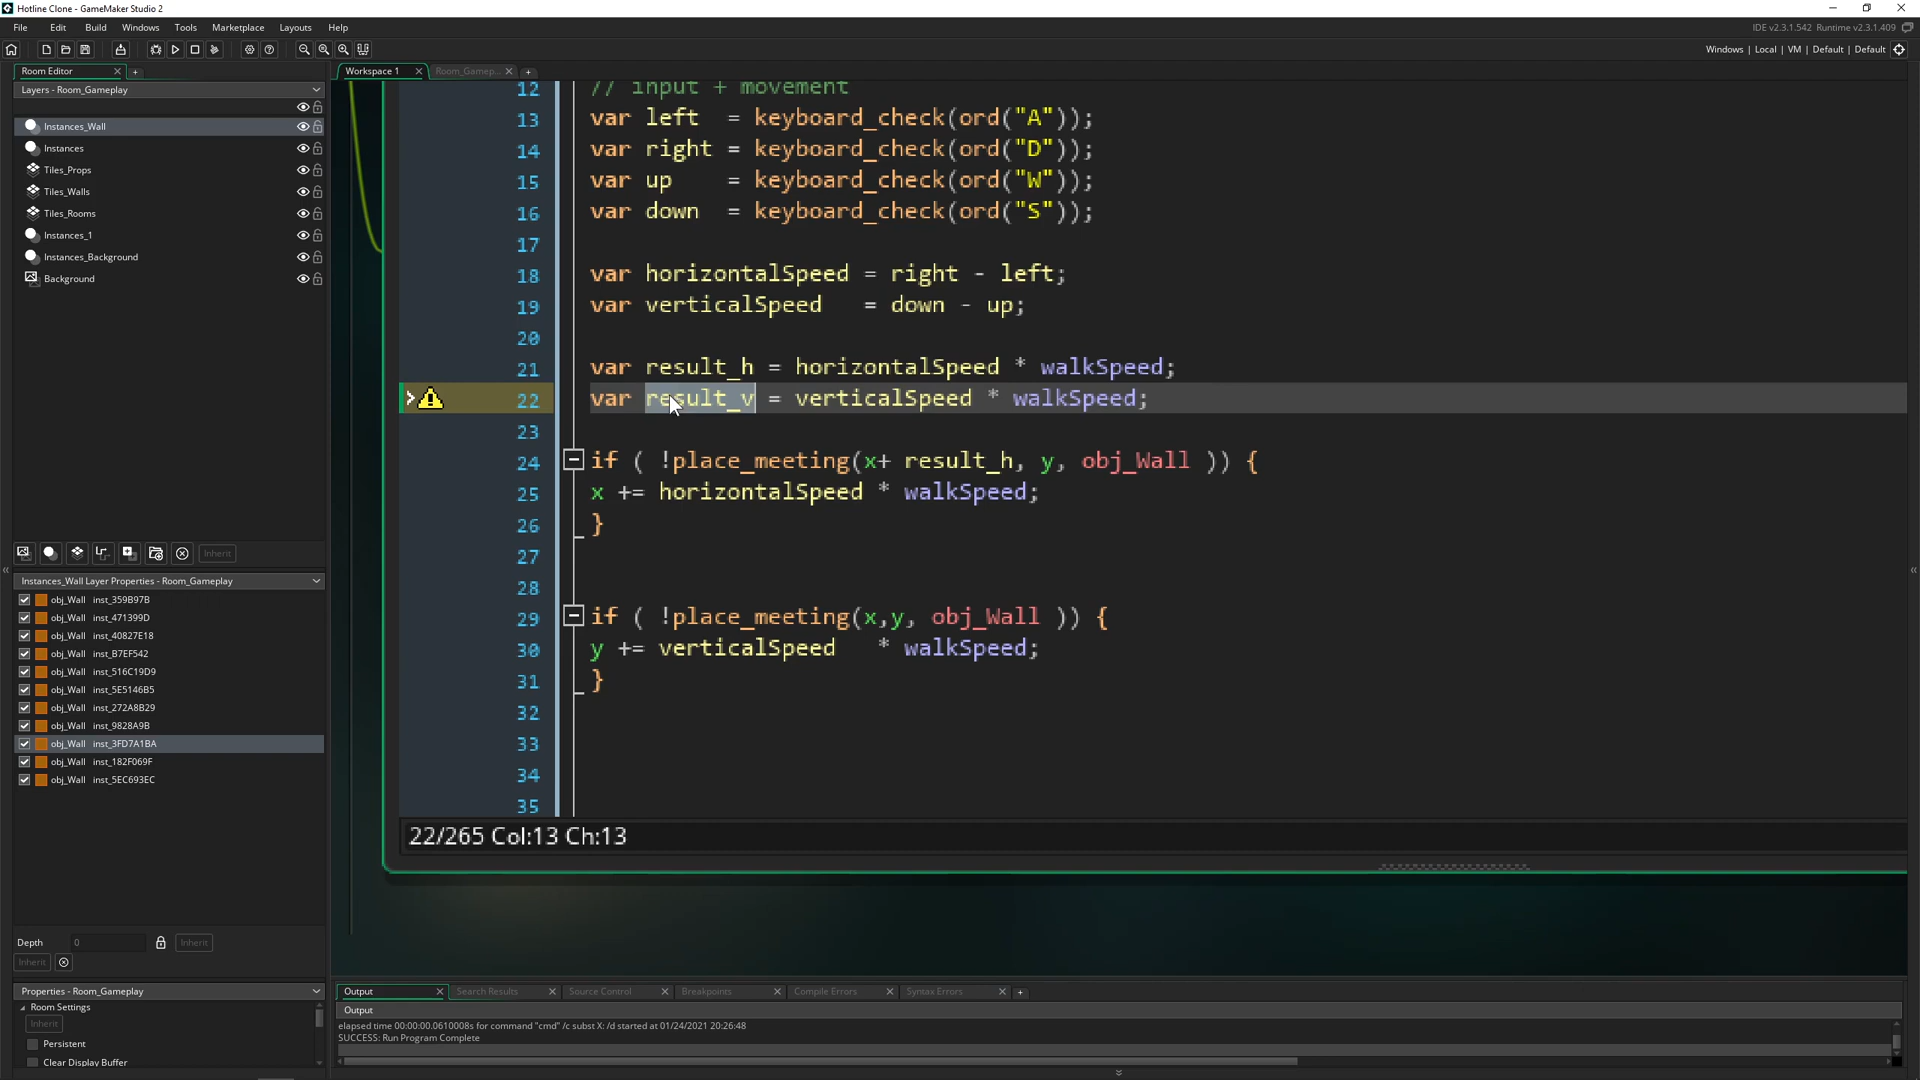 Hotline Clone - GameMaker Studio 2
File Edit Build Windows Tools Marketplace Layouts Help
IDE v2.3.1.542 Runtime v2.3.1.409
Windows | Local | VM | Default | Default
Room Editor
Layers - Room_Gameplay
Instances_Wall
Instances
Tiles_Props
Tiles_Walls
Tiles_Rooms
Instances_1
Instances_Background
Background
Inherit
Instances_Wall Layer Properties - Room_Gameplay
obj_Wall inst_359B97B
obj_Wall inst_471399D
obj_Wall inst_40827E18
obj_Wall inst_B7EF542
obj_Wall inst_516C19D9
obj_Wall inst_5E5146B5
obj_Wall inst_272A8B29
obj_Wall inst_9828A9B
obj_Wall inst_3FD7A1BA
obj_Wall inst_182F069F
obj_Wall inst_5EC693EC
Depth 0 Inherit
Inherit
Properties - Room_Gameplay
Room Settings
Inherit
Persistent
Clear Display Buffer
Workspace 1 Room_Gamep...
12 // input + movement
13 var left = keyboard_check(ord("A"));
14 var right = keyboard_check(ord("D"));
15 var up = keyboard_check(ord("W"));
16 var down = keyboard_check(ord("S"));
17
18 var horizontalSpeed = right - left;
19 var verticalSpeed = down - up;
20
21 var result_h = horizontalSpeed * walkSpeed;
22 var result_v = verticalSpeed * walkSpeed;
23
24 if ( !place_meeting(x+ result_h, y, obj_Wall )) {
25 x += horizontalSpeed * walkSpeed;
26 }
27
28
29 if ( !place_meeting(x,y, obj_Wall )) {
30 y += verticalSpeed * walkSpeed;
31 }
32
33
34
35
22/265 Col:13 Ch:13
Output Search Results Source Control Breakpoints Compile Errors Syntax Errors
Output
elapsed time 00:00:00.0610008s for command "cmd" /c subst X: /d started at 01/24/2021 20:26:48
SUCCESS: Run Program Complete